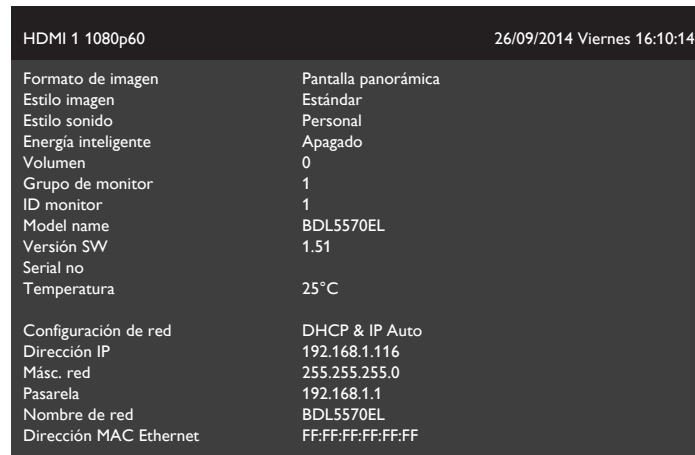 HDMI 1 1080p60 26/09/2014 Viernes 16:10:14
Formato de imagen Pantalla panorámica
Estilo imagen Estándar
Estilo sonido Personal
Energía inteligente Apagado
Volumen 0
Grupo de monitor 1
ID monitor 1
Model name BDL5570EL
Versión SW 1.51
Serial no
Temperatura 25°C
Configuración de red DHCP & IP Auto
Dirección IP 192.168.1.116
Másc. red 255.255.255.0
Pasarela 192.168.1.1
Nombre de red BDL5570EL
Dirección MAC Ethernet FF:FF:FF:FF:FF:FF